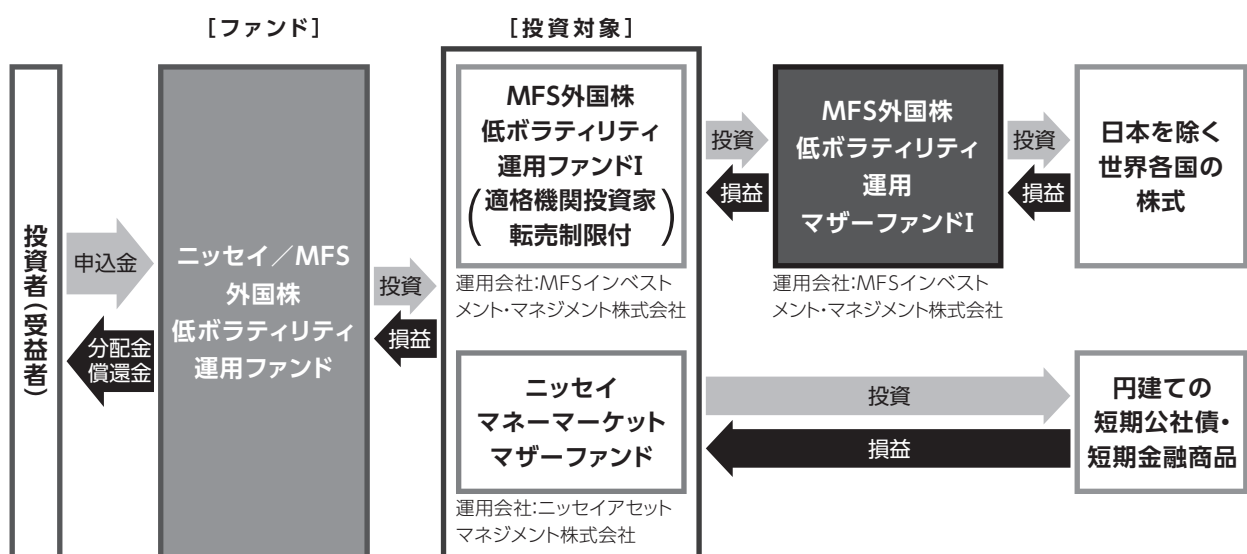 ［ファンド］
［投資対象］
投資者（受益者）
申込金
分配金
償還金
ニッセイ／MFS
外国株
低ボラティリティ
運用ファンド
投資
損益
MFS外国株
低ボラティリティ
運用ファンドI
（適格機関投資家
転売制限付）
運用会社：MFSインベスト
メント・マネジメント株式会社
投資
損益
MFS外国株
低ボラティリティ
運用
マザーファンドI
運用会社：MFSインベスト
メント・マネジメント株式会社
投資
損益
日本を除く
世界各国の
株式
ニッセイ
マネーマーケット
マザーファンド
運用会社：ニッセイアセット
マネジメント株式会社
投資
損益
円建ての
短期公社債・
短期金融商品